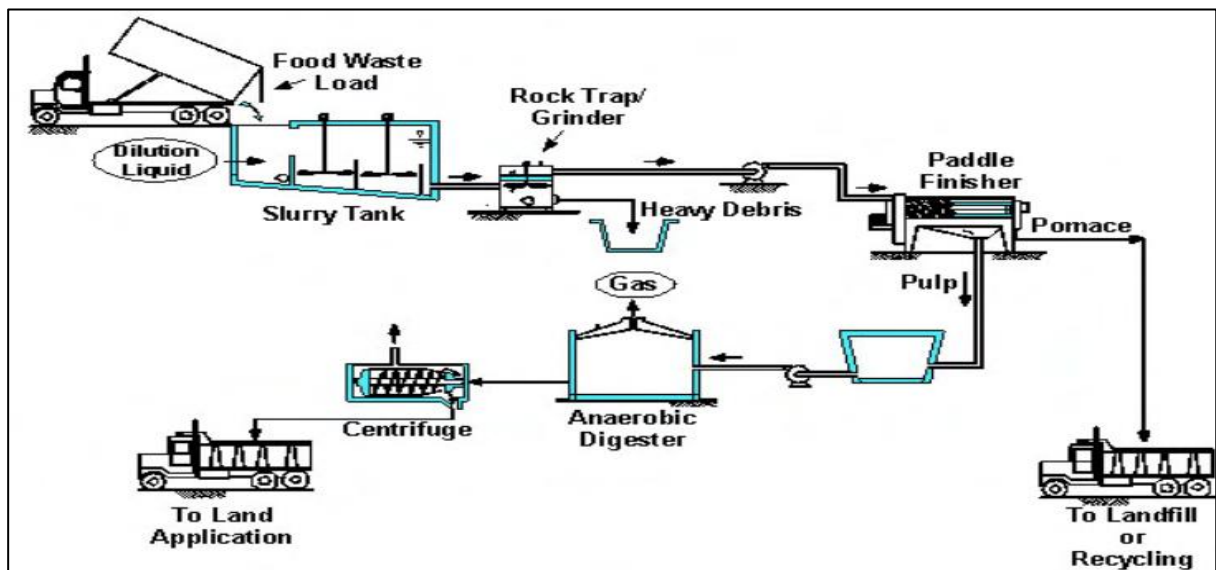 Food Waste
Load
Rock Trap/
Grinder
Dilution
Liquid
Paddle
Finisher
Slurry Tank
Heavy Debris
Pomace
Gas
Pulp
Centrifuge
Anaerobic
Digester
To Land
Application
To Landfill
or
Recycling